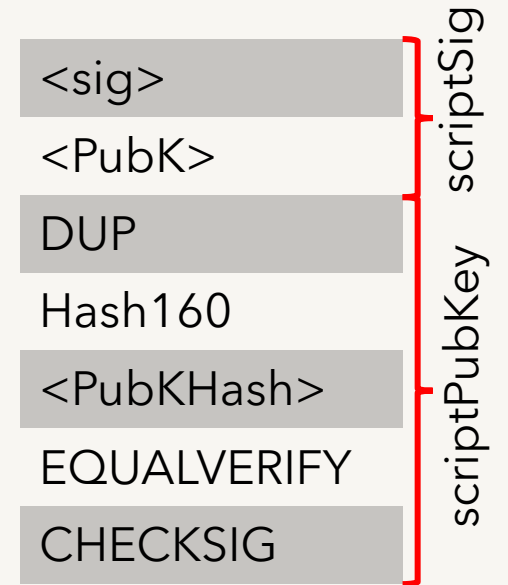 <sig>
<PubK>
DUP
Hash160
<PubKHash>
EQUALVERIFY
CHECKSIG
scriptSig
scriptPubKey